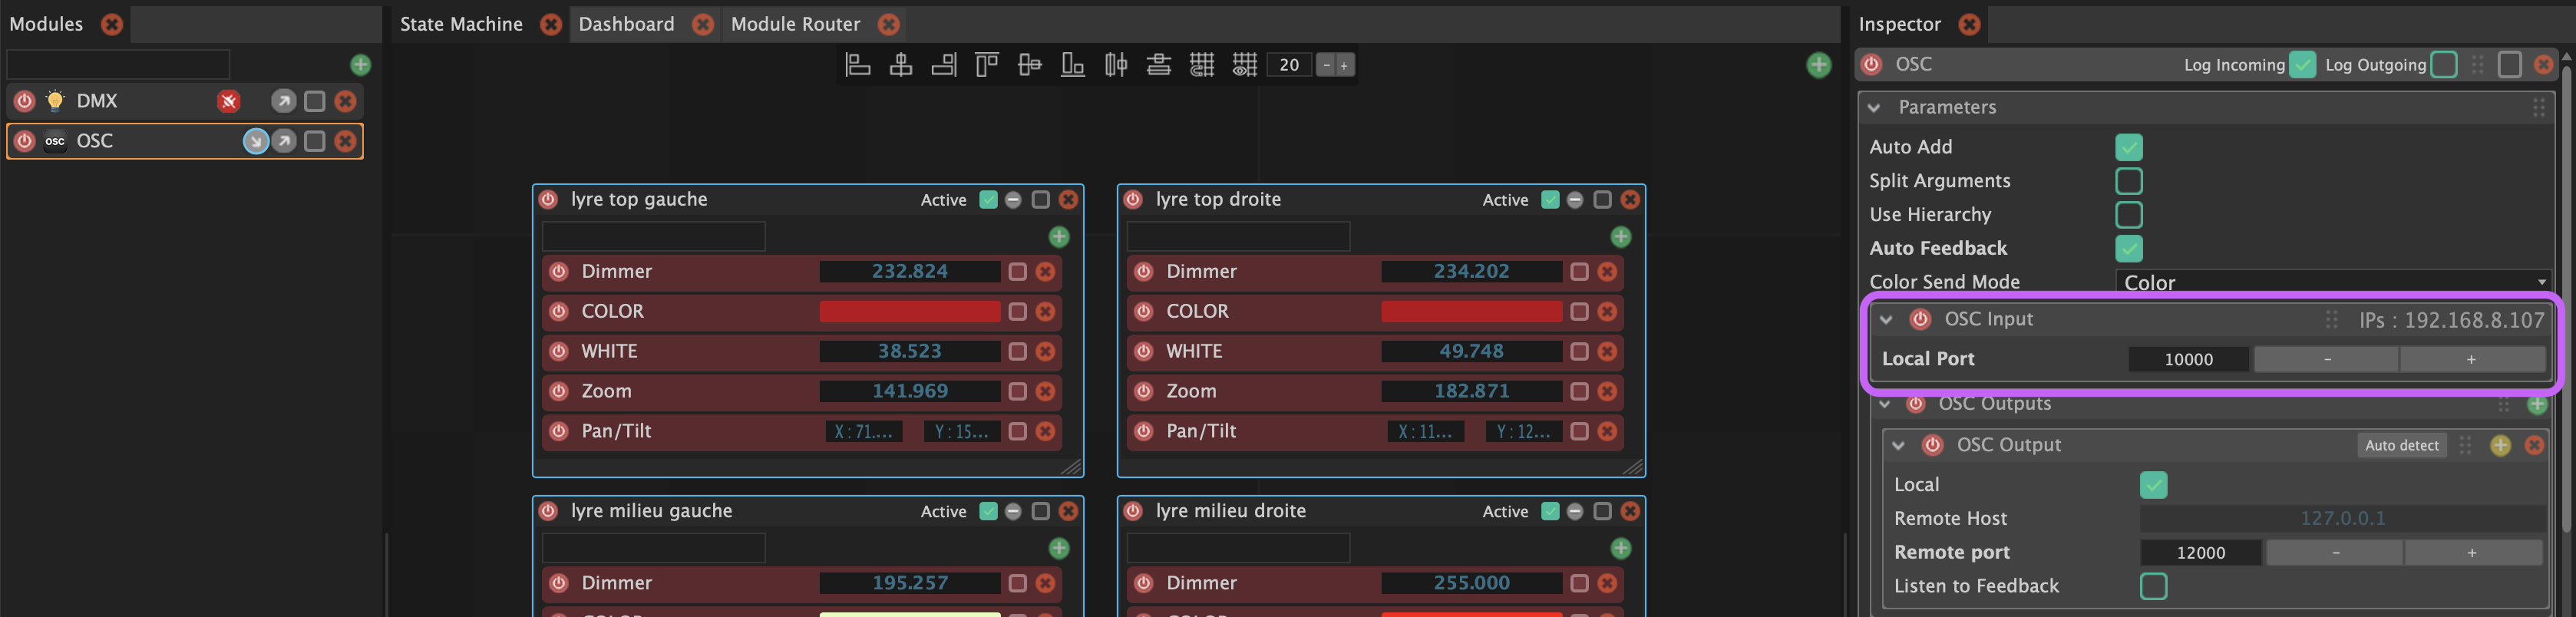 Modules
DMX
OSC OSC
State Machine Dashboard Module Router
20 - +
lyre top gauche Active
Dimmer 232.824
COLOR
WHITE 38.523
Zoom 141.969
Pan/Tilt X : 71.... Y : 15...
lyre top droite Active
Dimmer 234.202
COLOR
WHITE 49.748
Zoom 182.871
Pan/Tilt X : 11... Y : 12...
lyre milieu gauche Active
Dimmer 195.257
COLOR
lyre milieu droite Active
Dimmer 255.000
COLOR
Inspector
OSC Log Incoming Log Outgoing
Parameters
Auto Add
Split Arguments
Use Hierarchy
Auto Feedback
Color Send Mode Color
OSC Input IPs : 192.168.8.107
Local Port 10000 - +
OSC Outputs
OSC Output Auto detect
Local
Remote Host 127.0.0.1
Remote port 12000 - +
Listen to Feedback